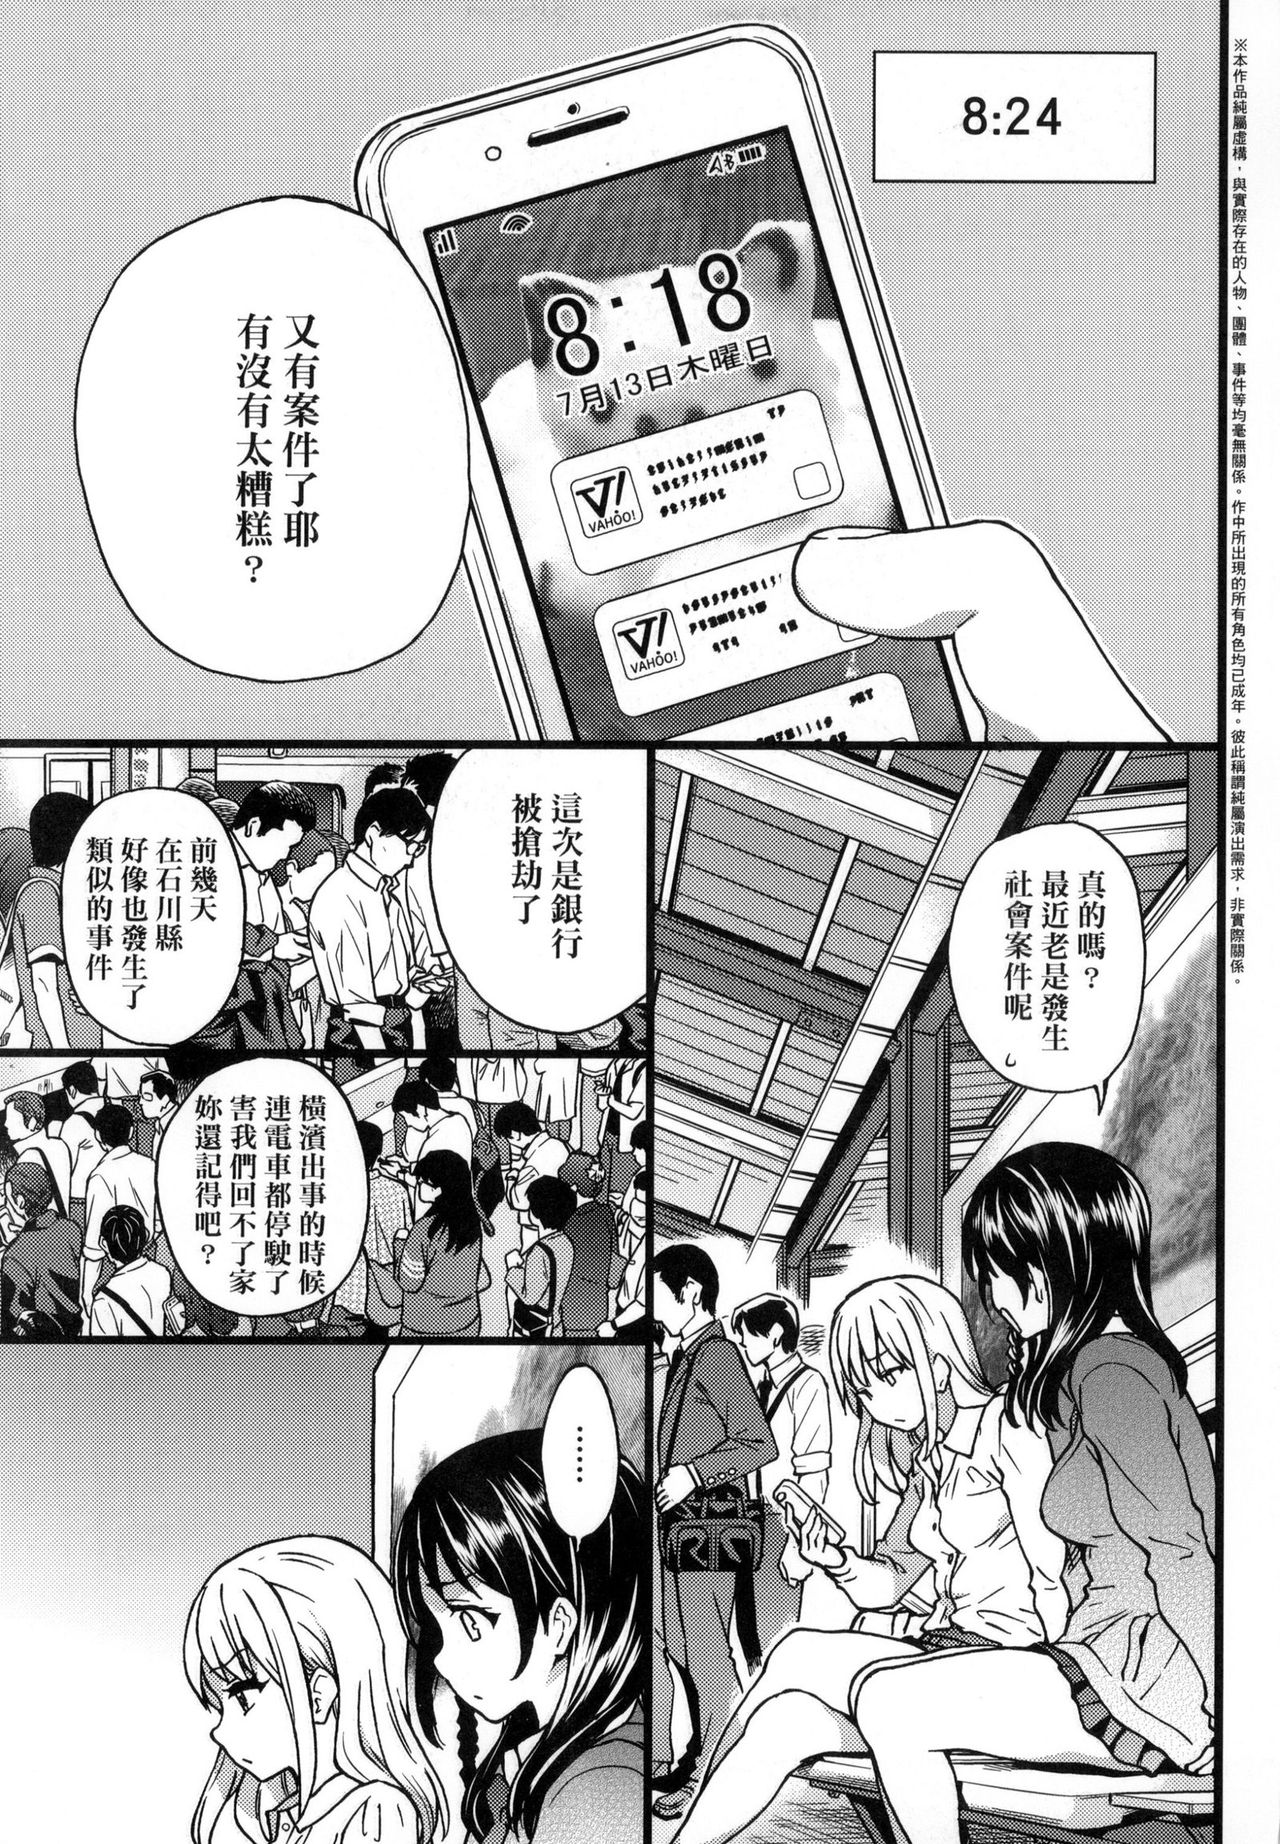 ※本作品純屬虛構，與實際存在的人物、團體、事件等均毫無關係。作中所出現的所有角色均已成年。彼此稱謂純屬演出需求，非實際關係。
8:24
8:18
7月13日木曜日
VAHOO!
VAHOO!
又有案件了耶
有沒有太糟糕？
真的嗎？
最近老是發生
社會案件呢
這次是銀行
被搶劫了
前幾天
在石川縣
好像也發生了
類似的事件
橫濱出事的時候
連電車都停駛了
害我們回不了家
妳還記得吧？
……